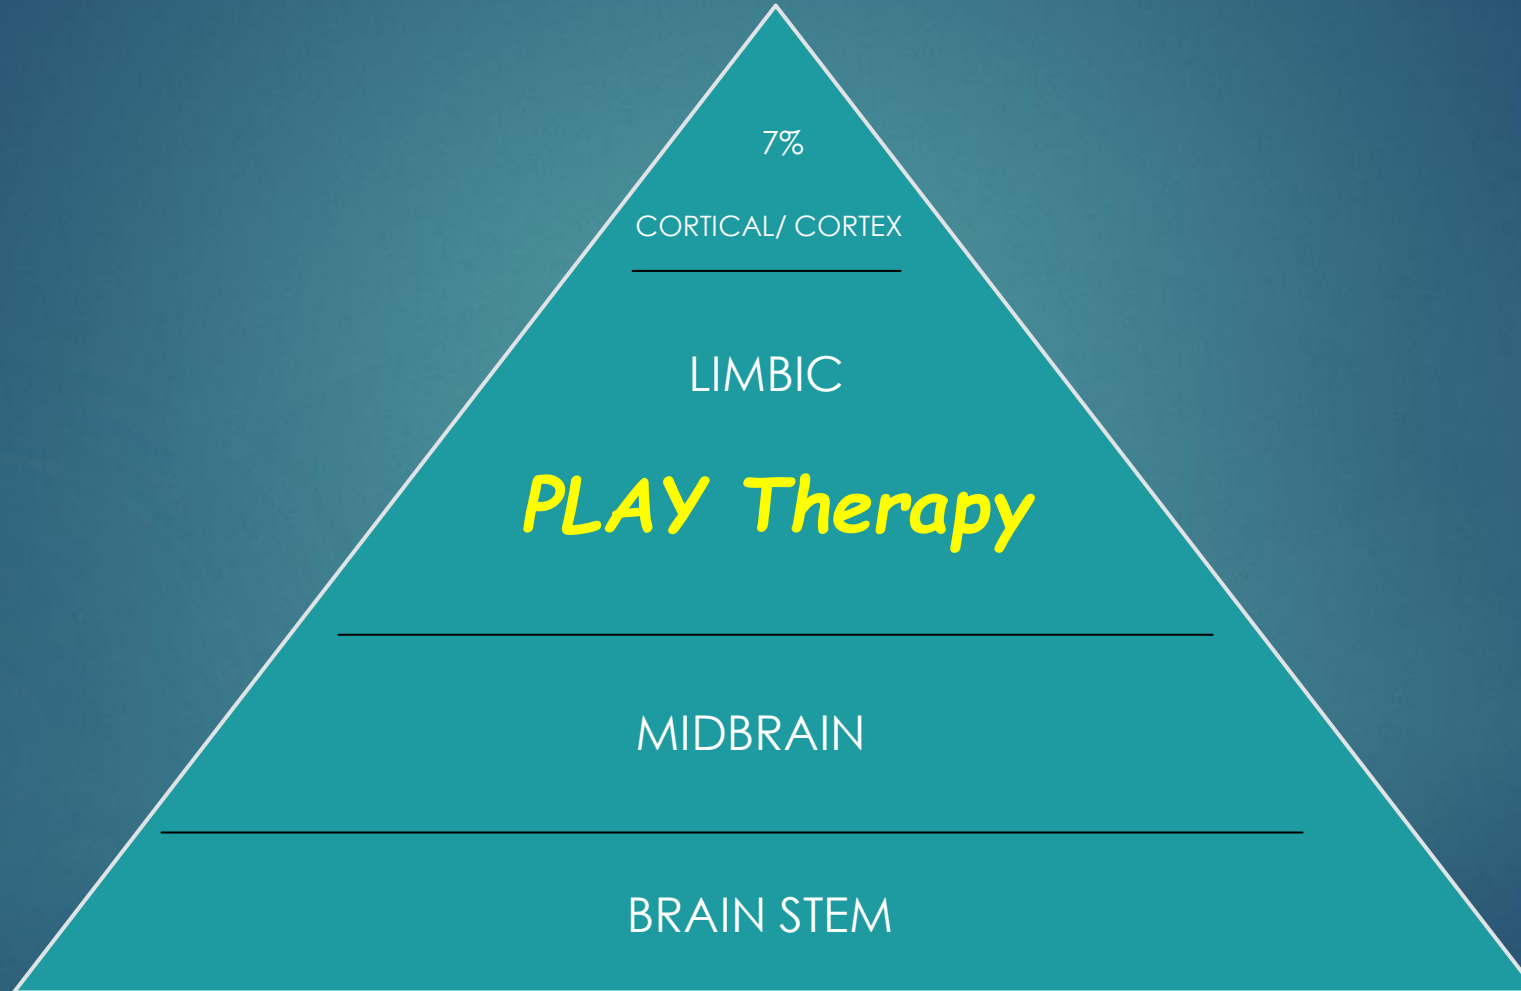 7%
CORTICAL/ CORTEX
LIMBIC
PLAY Therapy
MIDBRAIN
BRAIN STEM